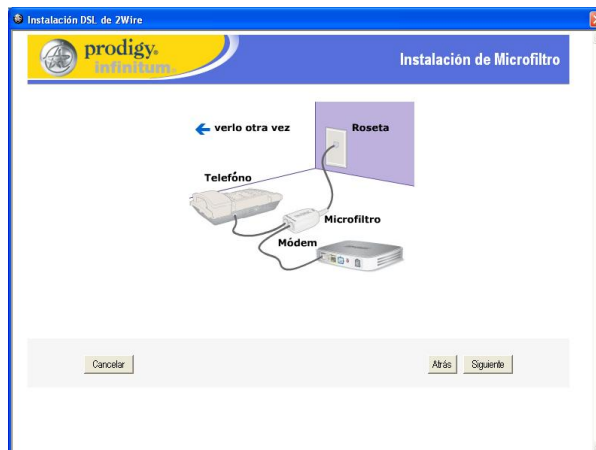 Instalación DSL de 2Wire
prodigy.
infinitum.
Instalación de Microfiltro
verlo otra vez
Roseta
Telefóno
Microfiltro
Módem
Cancelar
Atrás
Siguiente